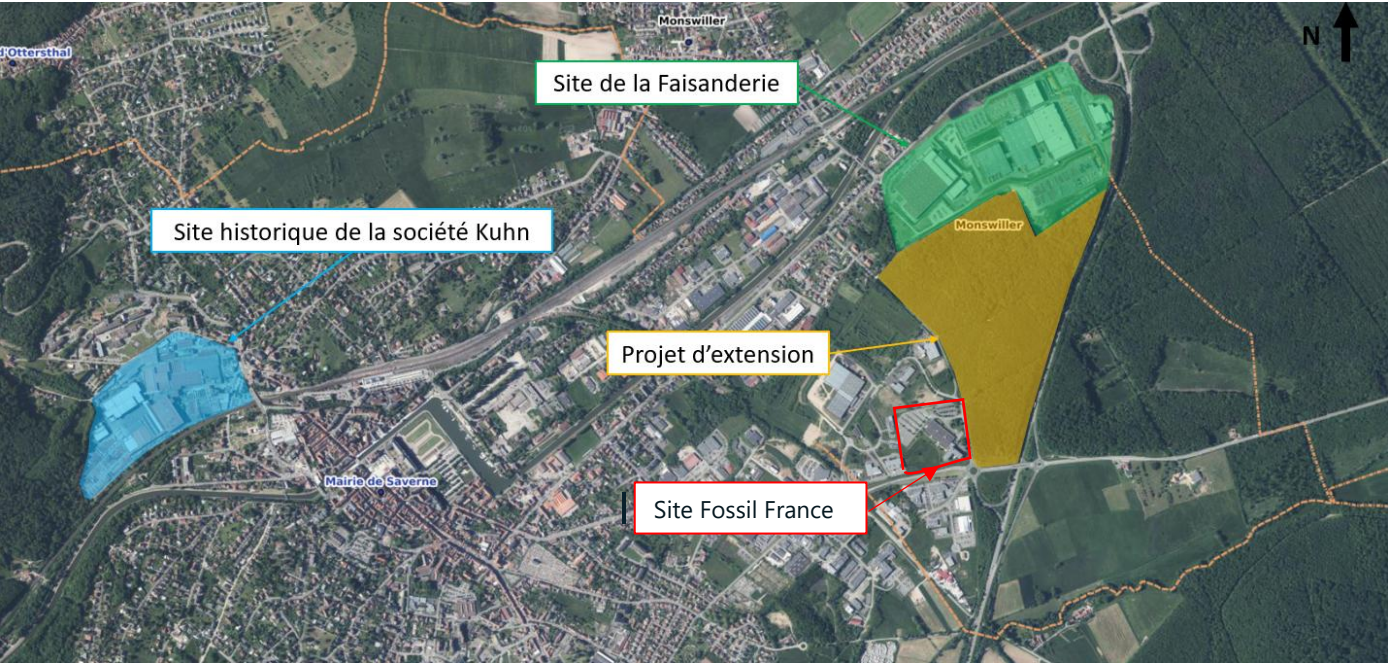 Monswiller
N
d'Ottersthal
Site de la Faisanderie
Site historique de la société Kuhn
Monswiller
Projet d'extension
Mairie de Saverne
Site Fossil France